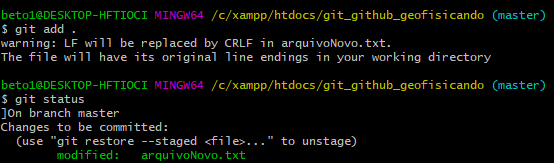 beto1@DESKTOP-HFTIOCI MINGW64 /c/xampp/htdocs/git_github_geofisicando (master)
$ git add .
warning: LF will be replaced by CRLF in arquivoNovo.txt.
The file will have its original line endings in your working directory
beto1@DESKTOP-HFTIOCI MINGW64 /c/xampp/htdocs/git_github_geofisicando (master)
$ git status
]On branch master
Changes to be committed:
(use "git restore --staged <file>..." to unstage)
modified: arquivoNovo.txt